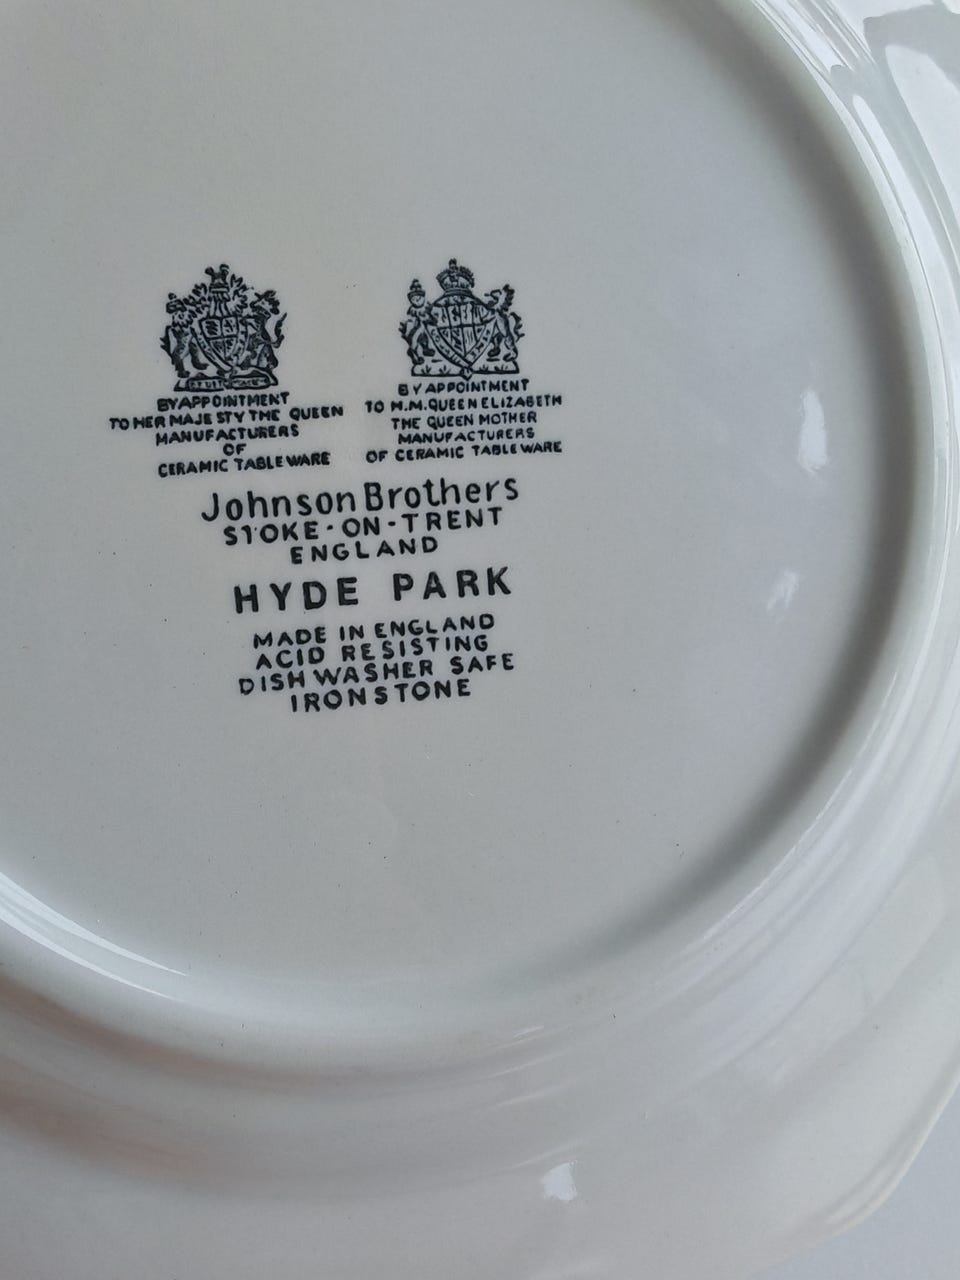 BY APPOINTMENT
TO HER MAJESTY THE QUEEN
MANUFACTURERS
OF
CERAMIC TABLEWARE
BY APPOINTMENT
TO H.M. QUEEN ELIZABETH
THE QUEEN MOTHER
MANUFACTURERS
OF CERAMIC TABLEWARE
Johnson Brothers
STOKE-ON-TRENT
ENGLAND
HYDE PARK
MADE IN ENGLAND
ACID RESISTING
DISHWASHER SAFE
IRONSTONE